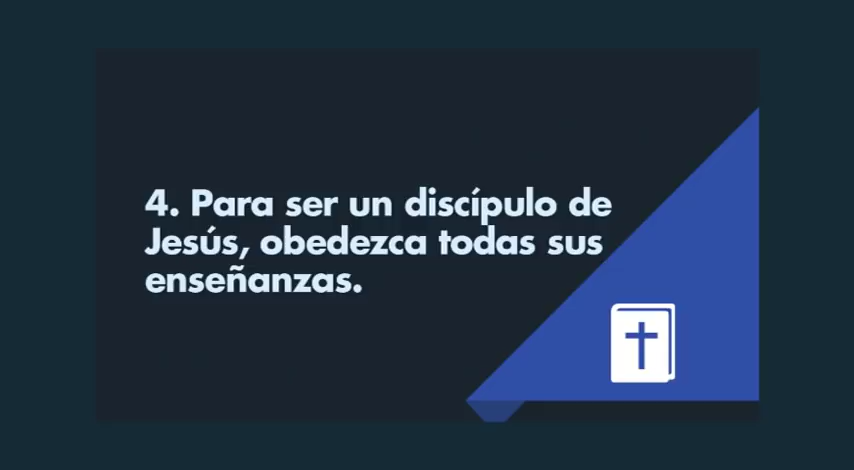 4. Para ser un discípulo de
Jesús, obedezca todas sus
enseñanzas.